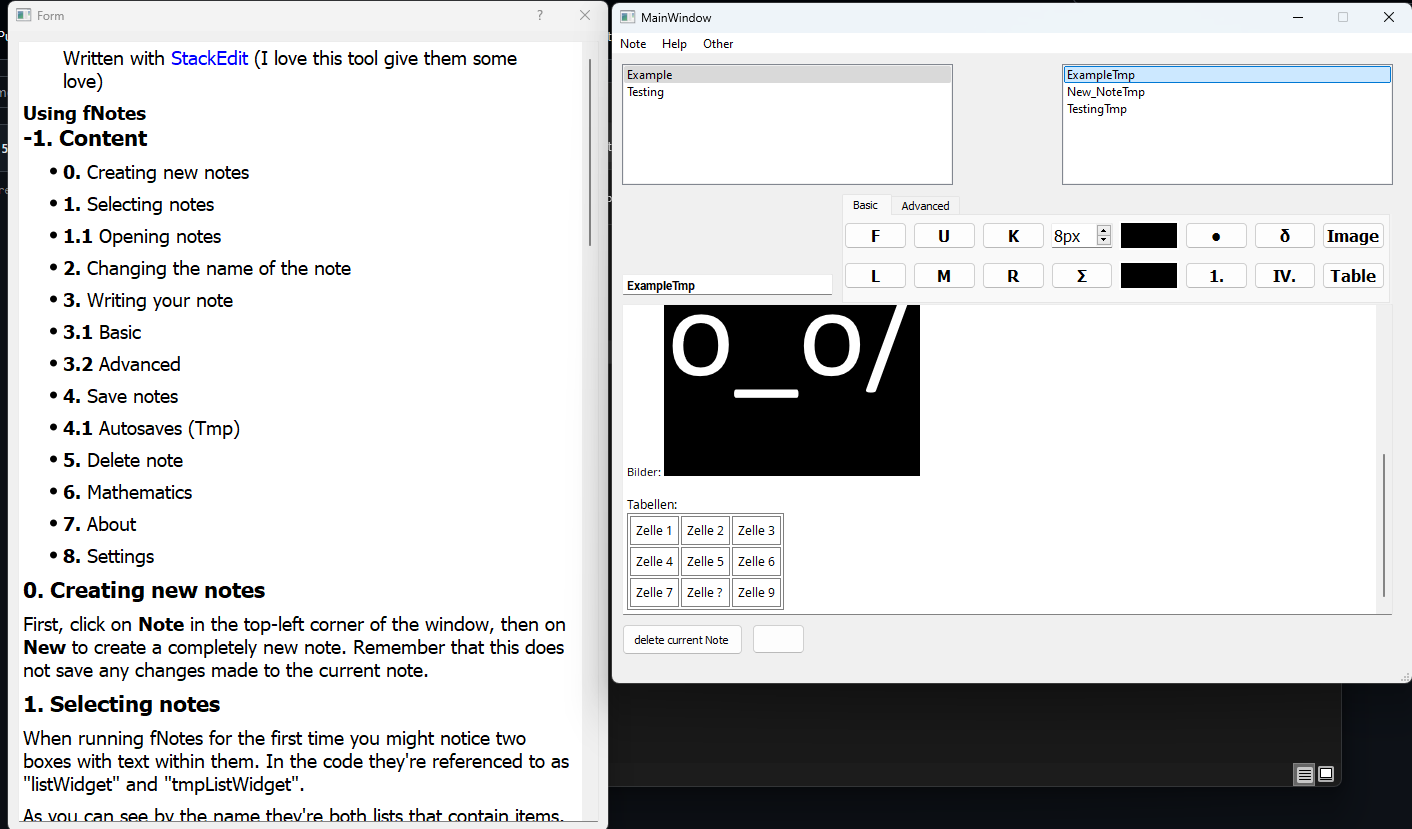 Form
Written with StackEdit (I love this tool give them some
love)
Using fNotes
-1. Content
• 0. Creating new notes
• 1. Selecting notes
• 1.1 Opening notes
• 2. Changing the name of the note
• 3. Writing your note
• 3.1 Basic
• 3.2 Advanced
• 4. Save notes
• 4.1 Autosaves (Tmp)
• 5. Delete note
• 6. Mathematics
• 7. About
• 8. Settings
0. Creating new notes
First, click on Note in the top-left corner of the window, then on
New to create a completely new note. Remember that this does
not save any changes made to the current note.
1. Selecting notes
When running fNotes for the first time you might notice two
boxes with text within them. In the code they're referenced to as
"listWidget" and "tmpListWidget".
As you can see by the name they're both lists that contain items.
MainWindow
Note Help Other
Example
Testing
ExampleTmp
New_NoteTmp
TestingTmp
Basic Advanced
F U K 8px ● δ Image
L M R Σ 1. IV. Table
ExampleTmp
o_o/
Bilder:
Tabellen:
Zelle 1 Zelle 2 Zelle 3
Zelle 4 Zelle 5 Zelle 6
Zelle 7 Zelle ? Zelle 9
delete current Note